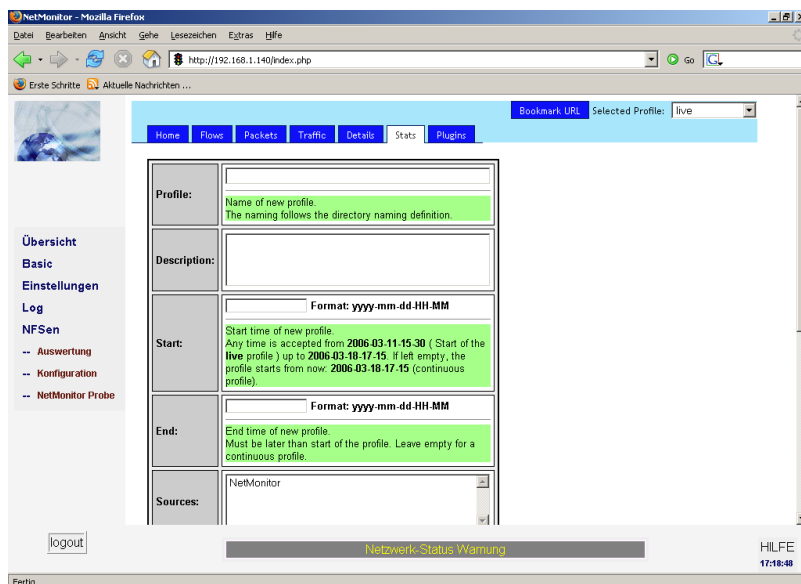 NetMonitor - Mozilla Firefox
Datei Bearbeiten Ansicht Gehe Lesezeichen Extras Hilfe
http://192.168.1.140/index.php
Go
Erste Schritte Aktuelle Nachrichten ...
Bookmark URL Selected Profile: live
Home Flows Packets Traffic Details Stats Plugins
Übersicht
Basic
Einstellungen
Log
NFSen
-- Auswertung
-- Konfiguration
-- NetMonitor Probe
Profile:
Name of new profile.
The naming follows the directory naming definition.
Description:
Start:
Format: yyyy-mm-dd-HH-MM
Start time of new profile.
Any time is accepted from 2006-03-11-15-30 ( Start of the
live profile ) up to 2006-03-18-17-15. If left empty, the
profile starts from now: 2006-03-18-17-15 (continuous
profile).
End:
Format: yyyy-mm-dd-HH-MM
End time of new profile.
Must be later than start of the profile. Leave empty for a
continuous profile.
Sources:
NetMonitor
logout
Netzwerk-Status Warnung
HILFE
17:18:48
Fertig